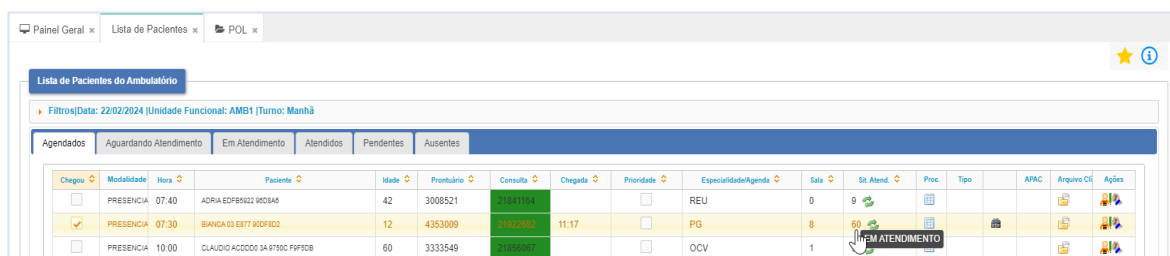 Painel Geral × Lista de Pacientes × POL ×
Lista de Pacientes do Ambulatório
Filtros|Data: 22/02/2024 |Unidade Funcional: AMB1 |Turno: Manhã
Agendados Aguardando Atendimento Em Atendimento Atendidos Pendentes Ausentes
Chegou Modalidade Hora Paciente Idade Prontuário Consulta Chegada Prioridade Especialidade/Agenda Sala Sit. Atend. Proc. Tipo APAC Arquivo Clí Ações
PRESENCIA 07:40 ADRIA EDFB5922 96D8A6 42 3008521 21841164 REU 0 9
PRESENCIA 07:30 BIANCA 03 E877 90DF8D2 12 4353009 21922682 11:17 PG 8 60
EM ATENDIMENTO
PRESENCIA 10:00 CLAUDIO ACDDD0 3A 9750C F9F5DB 60 3333549 21856067 OCV 1